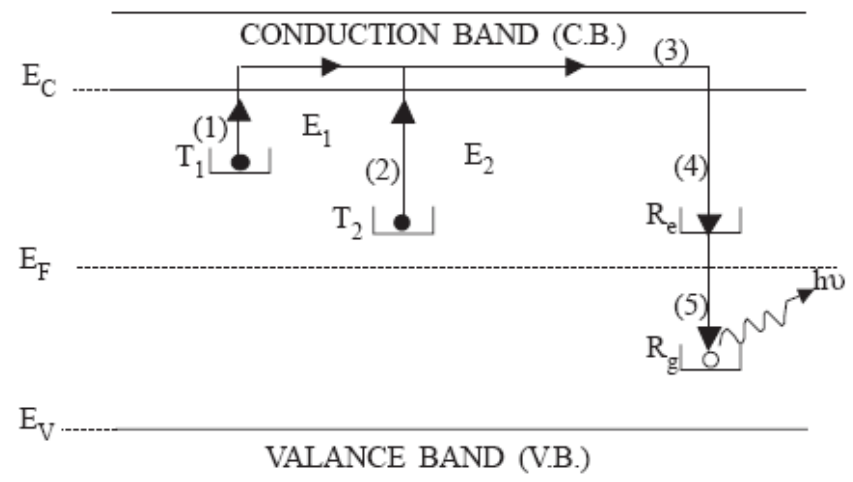 CONDUCTION BAND (C.B.)
(3)
E_C
(1)
E_1
T_1
E_2
(2)
(4)
T_2
R_e
E_F
hυ
(5)
R_g
E_V
VALANCE BAND (V.B.)